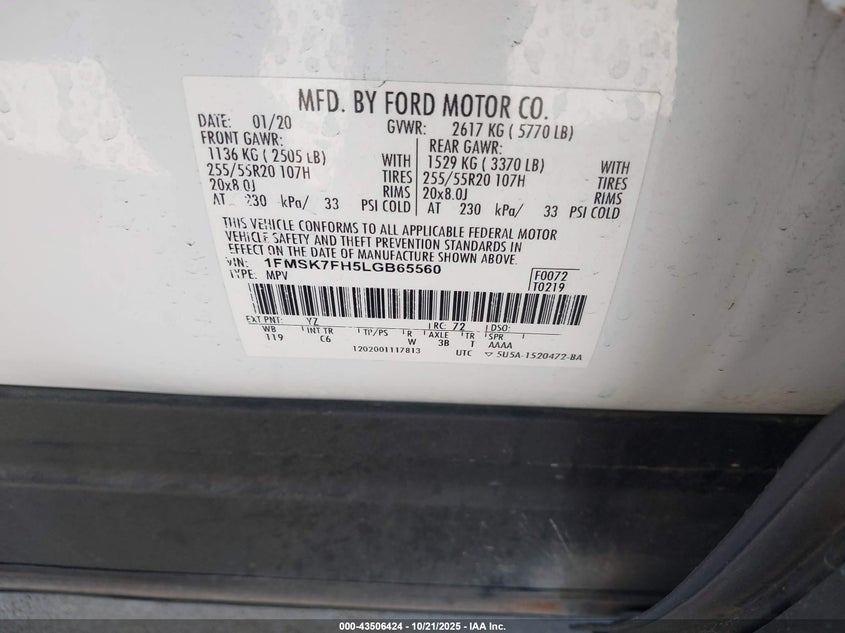 MFD. BY FORD MOTOR CO.
DATE: 01/20 GVWR: 2617 KG ( 5770 LB)
FRONT GAWR: REAR GAWR:
1136 KG ( 2505 LB) WITH 1529 KG ( 3370 LB) WITH
255/55R20 107H TIRES 255/55R20 107H TIRES
20x8.0J RIMS 20x8.0J RIMS
AT 230 kPa/ 33 PSI COLD AT 230 kPa/ 33 PSI COLD
THIS VEHICLE CONFORMS TO ALL APPLICABLE FEDERAL MOTOR
VEHICLE SAFETY AND THEFT PREVENTION STANDARDS IN
EFFECT ON THE DATE OF MANUFACTURE SHOWN ABOVE.
VIN: 1FMSK7FH5LGB65560 F0072
TYPE: MPV T0219
EXT PNT: YZ RC: 72 DSO:
WB INT TR TP/PS R AXLE TR SPR
119 C6 W 3B T AAAA
1202001117813 UTC ▽ 5U5A-1520472-BA
000-43506424 | 10/21/2025 | IAA Inc.